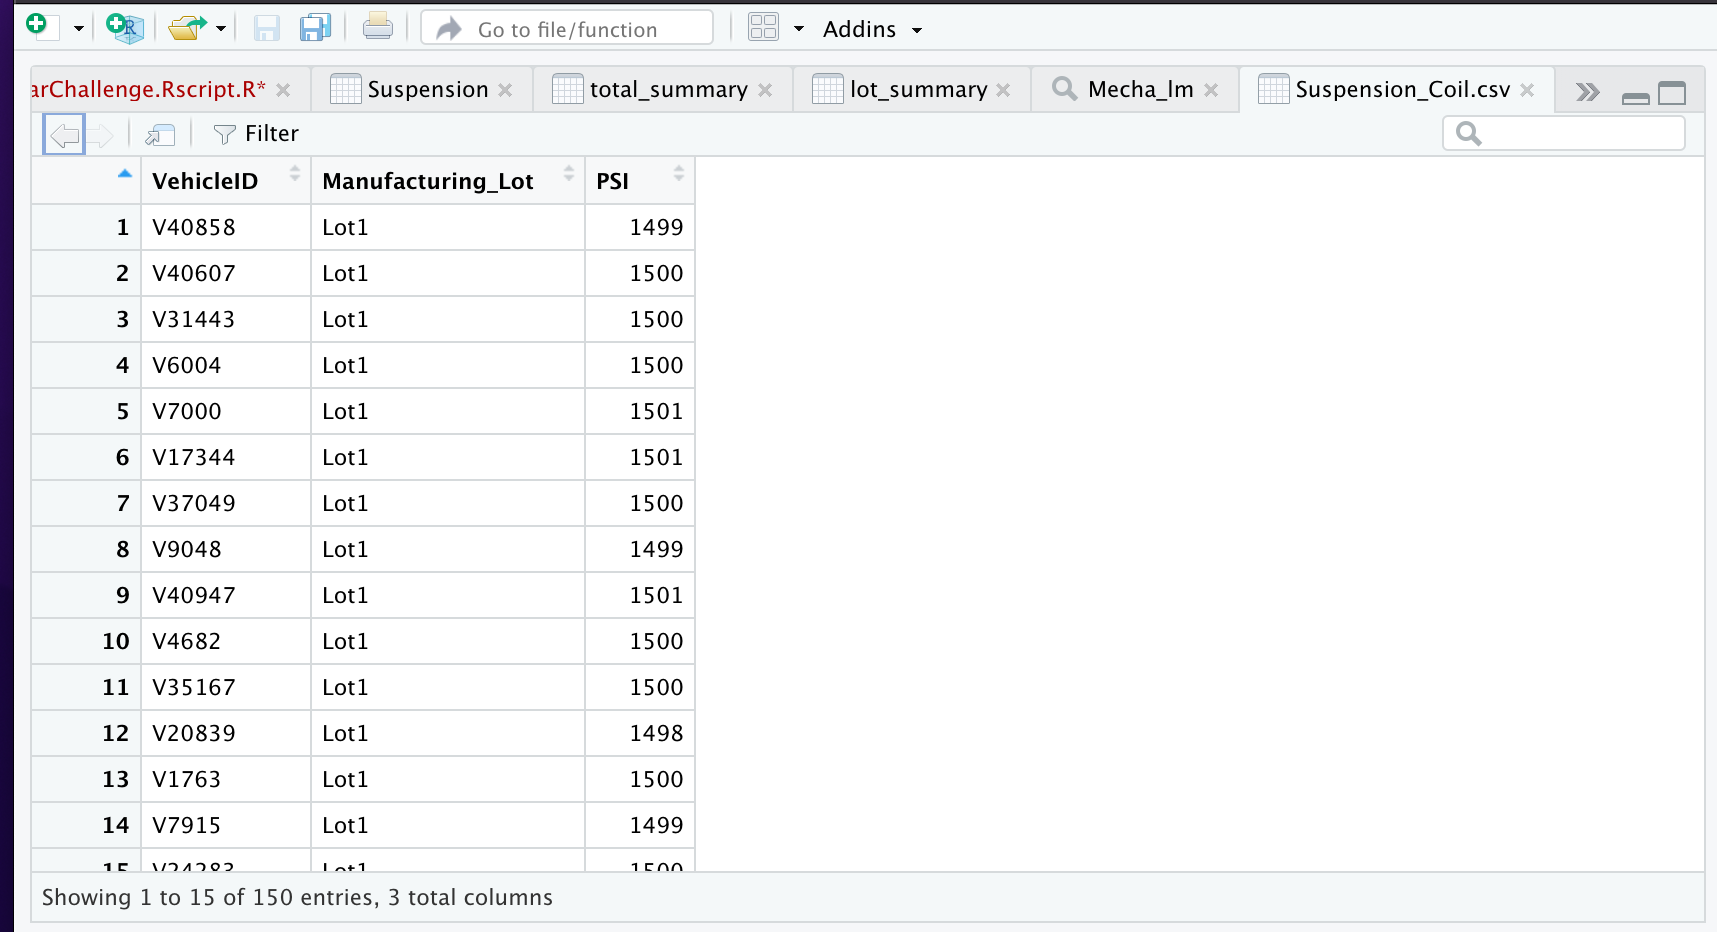 Go to file/function Addins
arChallenge.Rscript.R* Suspension total_summary lot_summary Mecha_lm Suspension_Coil.csv
Filter
VehicleID Manufacturing_Lot PSI
1 V40858 Lot1 1499
2 V40607 Lot1 1500
3 V31443 Lot1 1500
4 V6004 Lot1 1500
5 V7000 Lot1 1501
6 V17344 Lot1 1501
7 V37049 Lot1 1500
8 V9048 Lot1 1499
9 V40947 Lot1 1501
10 V4682 Lot1 1500
11 V35167 Lot1 1500
12 V20839 Lot1 1498
13 V1763 Lot1 1500
14 V7915 Lot1 1499
15 V24283 Lot1 1500
Showing 1 to 15 of 150 entries, 3 total columns